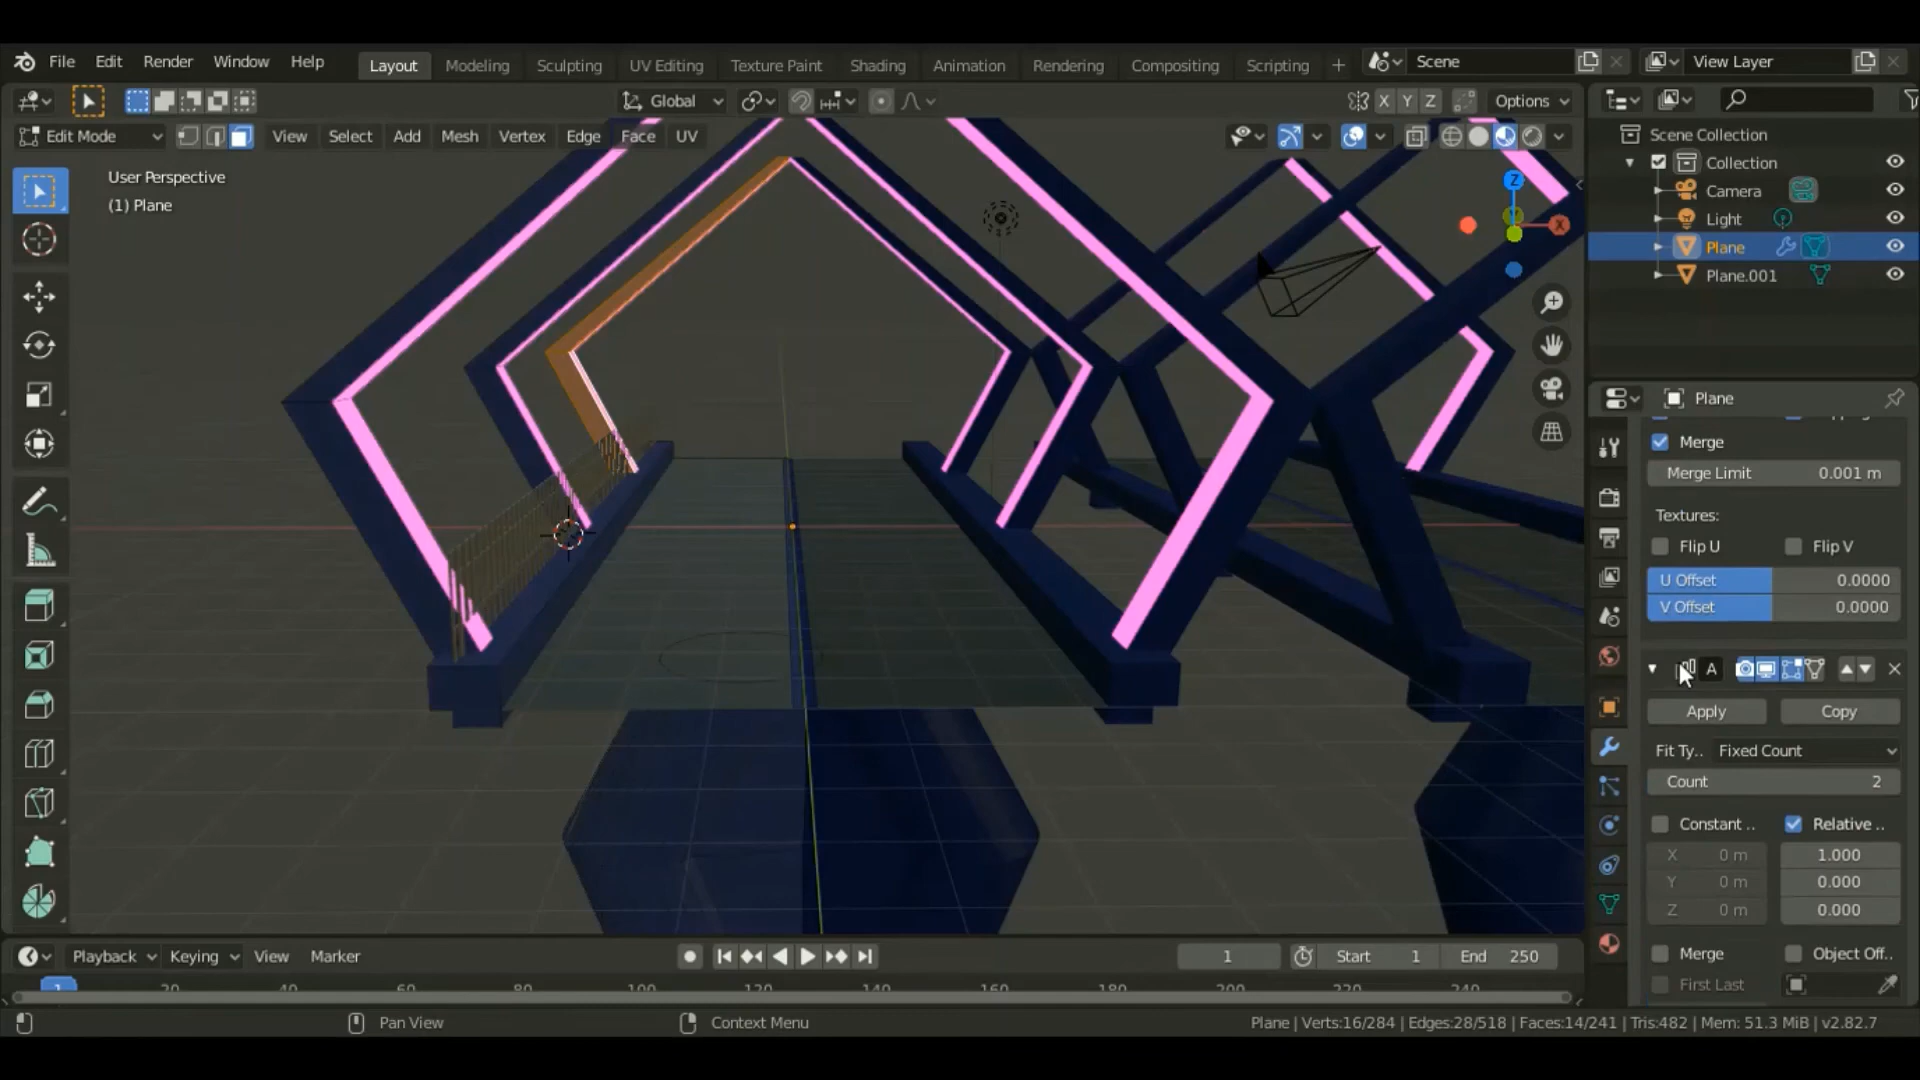 File Edit Render Window Help Layout Modeling Sculpting UV Editing Texture Paint Shading Animation Rendering Compositing Scripting + Scene View Layer
Global X Y Z Options
Edit Mode View Select Add Mesh Vertex Edge Face UV
User Perspective
(1) Plane
Z
X
Scene Collection
Collection
Camera
Light
Plane
Plane.001
Plane
Merge
Merge Limit 0.001 m
Textures:
Flip U Flip V
U Offset 0.0000
V Offset 0.0000
A
Apply Copy
Fit Ty.. Fixed Count
Count 2
Constant .. Relative ..
X 0 m 1.000
Y 0 m 0.000
Z 0 m 0.000
Merge Object Off..
First Last
Playback Keying View Marker 1 Start 1 End 250
1 20 40 60 80 100 120 140 160 180 200 220 240
Pan View Context Menu Plane | Verts:16/284 | Edges:28/518 | Faces:14/241 | Tris:482 | Mem: 51.3 MiB | v2.82.7